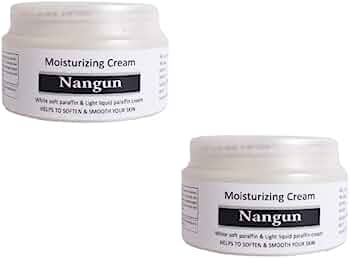 Moisturizing Cream
Nangun
White soft paraffin & Light liquid paraffin cream
HELPS TO SOFTEN & SMOOTH YOUR SKIN
Moisturizing Cream
Nangun
White soft paraffin & Light liquid paraffin cream
HELPS TO SOFTEN & SMOOTH YOUR SKIN